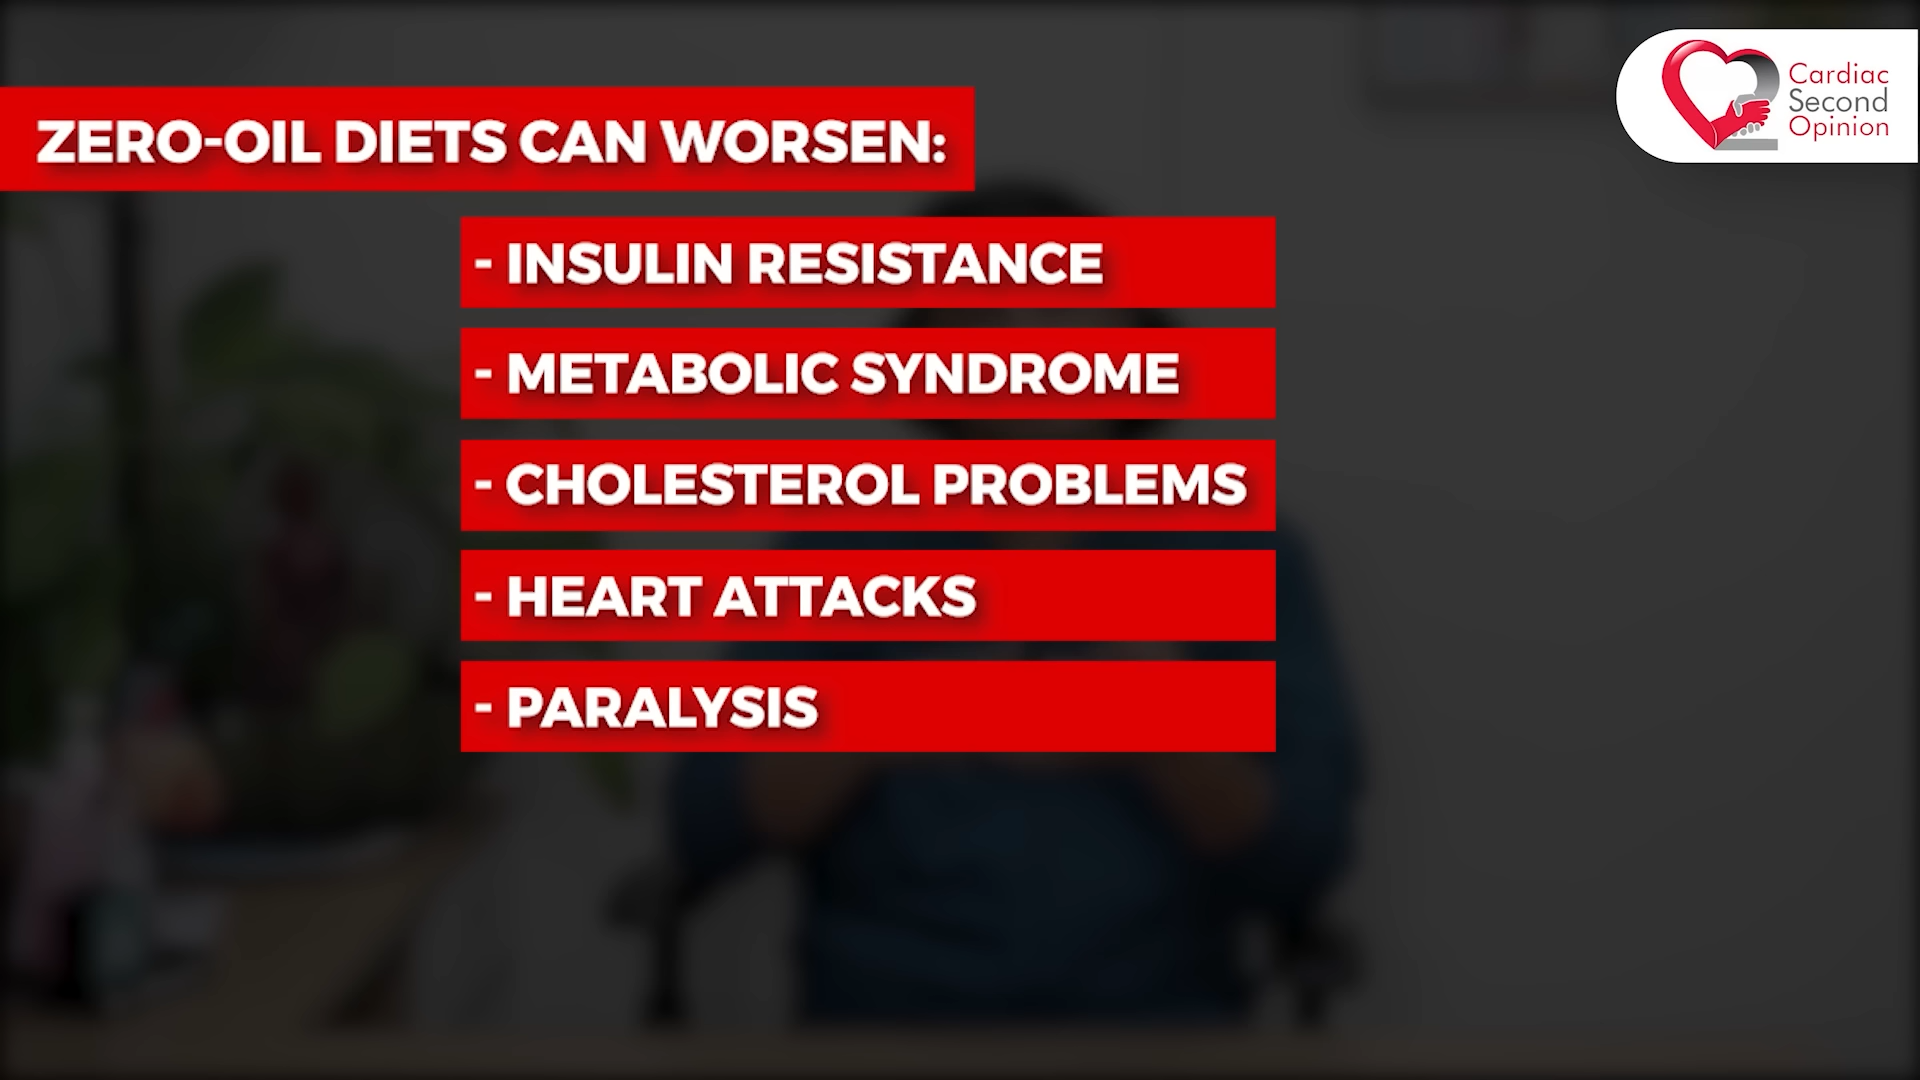 ZERO-OIL DIETS CAN WORSEN:
Cardiac
Second
Opinion
- INSULIN RESISTANCE
- METABOLIC SYNDROME
- CHOLESTEROL PROBLEMS
- HEART ATTACKS
- PARALYSIS